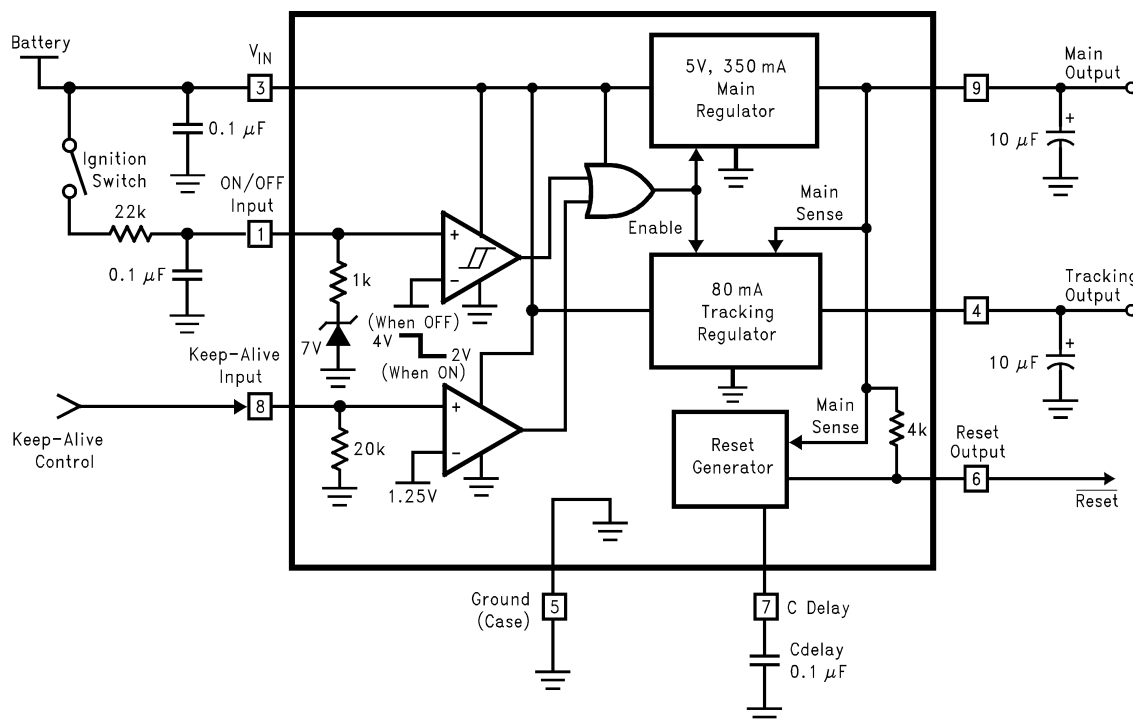 Battery
V_IN
3
0.1 μF
Ignition
Switch
ON/OFF
Input
22k
1
0.1 μF
5V, 350 mA
Main
Regulator
9
Main
Output
+
10 μF
Enable
Main
Sense
+
−
1k
7V
(When OFF)
4V
2V
(When ON)
80 mA
Tracking
Regulator
4
Tracking
Output
+
10 μF
Keep-Alive
Input
8
Keep-Alive
Control
20k
+
−
1.25V
Main
Sense
4k
Reset
Generator
Reset
Output
6
Reset
Ground
(Case)
5
7
C Delay
Cdelay
0.1 μF